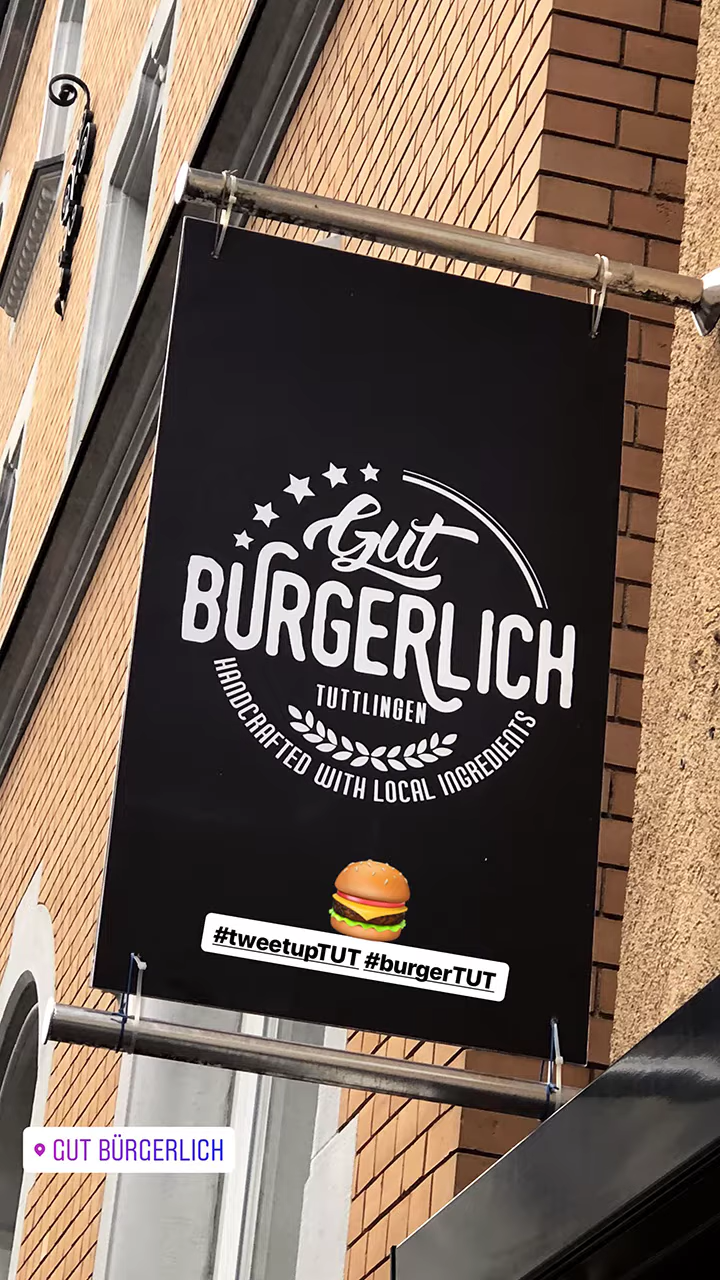 Gut
BURGERLICH
TUTTLINGEN
HANDCRAFTED WITH LOCAL INGREDIENTS
#tweetupTUT #burgerTUT
GUT BÜRGERLICH